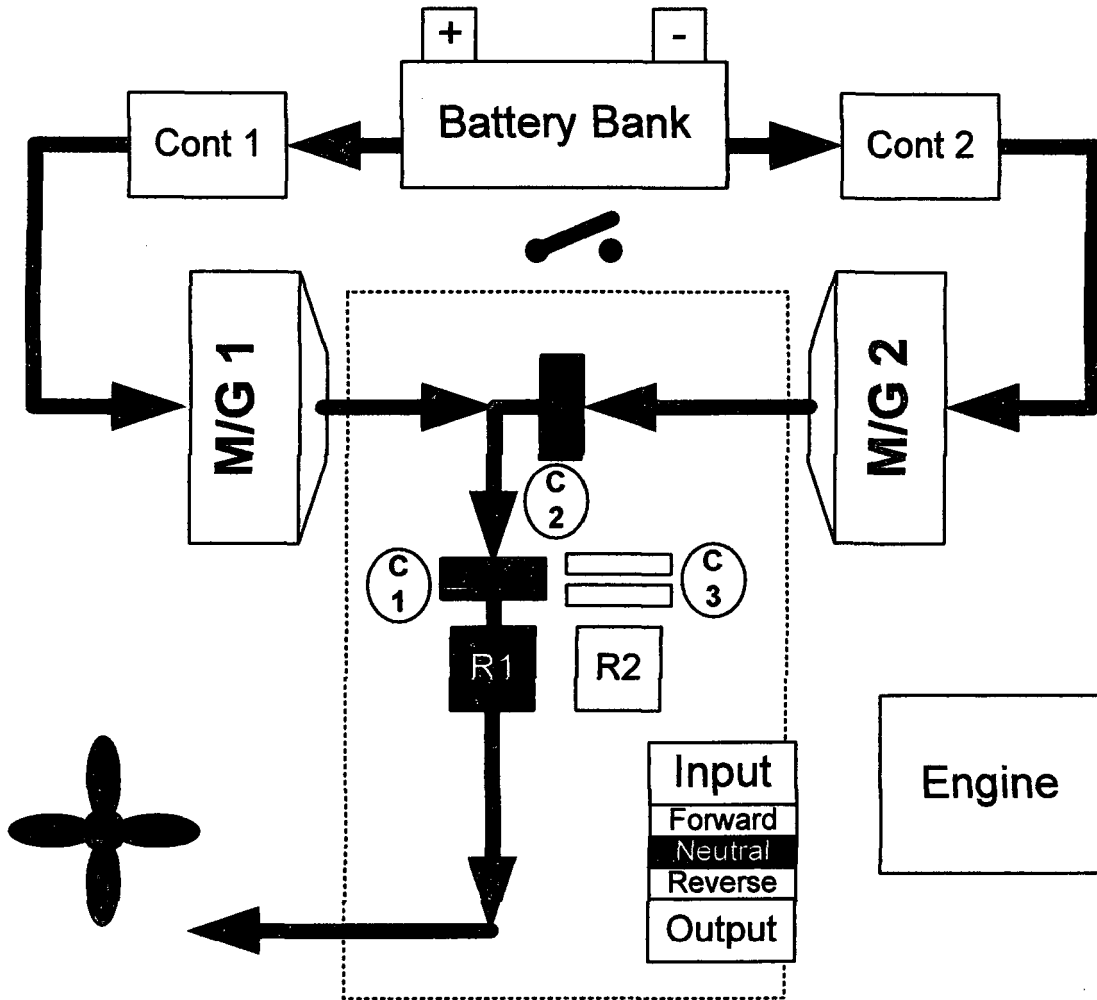 +
-
Battery Bank
Cont 1
Cont 2
M/G 1
M/G 2
C
2
C
1
C
3
R1
R2
Input
Forward
Neutral
Reverse
Output
Engine